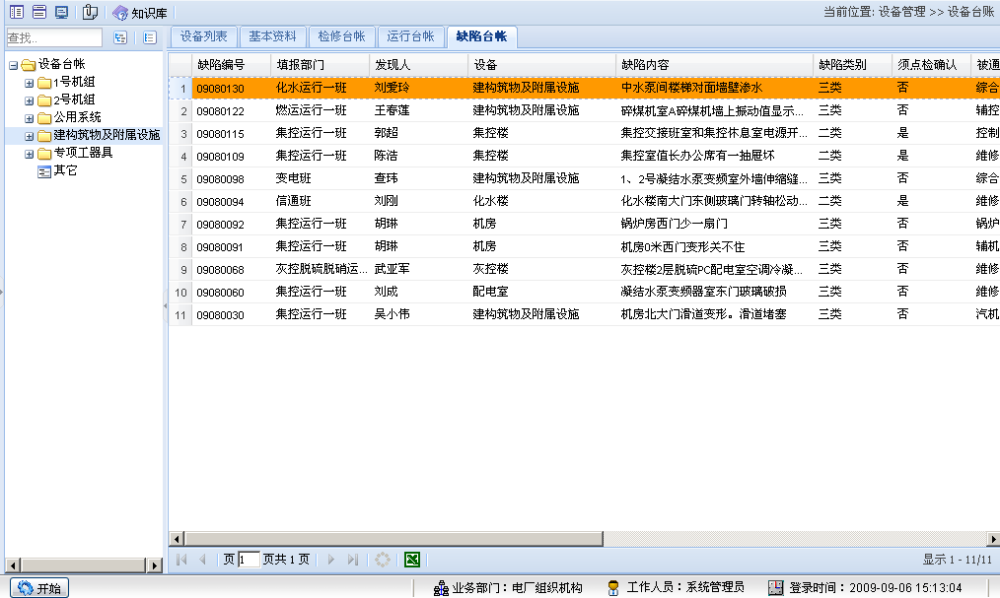 知识库 当前位置: 设备管理 >> 设备台账
查找.. 设备列表 基本资料 检修台帐 运行台帐 缺陷台帐
设备台帐
1号机组
2号机组
公用系统
建构筑物及附属设施
专项工器具
其它
缺陷编号 填报部门 发现人 设备 缺陷内容 缺陷类别 须点检确认 被通
1 09080130 化水运行一班 刘爱玲 建构筑物及附属设施 中水泵间楼梯对面墙壁渗水 三类 否 综合
2 09080122 燃运运行一班 王春莲 建构筑物及附属设施 碎煤机室A碎煤机墙上振动值显示... 三类 否 辅控
3 09080115 集控运行一班 郭超 集控楼 集控交接班室和集控休息室电源开... 二类 是 控制
4 09080109 集控运行一班 陈浩 集控楼 集控室值长办公席有一抽屉坏 二类 是 维修
5 09080098 变电班 查玮 建构筑物及附属设施 1、2号凝结水泵变频室外墙伸缩缝... 三类 否 综合
6 09080094 信通班 刘刚 化水楼 化水楼南大门东侧玻璃门转轴松动... 二类 是 维修
7 09080092 集控运行一班 胡琳 机房 锅炉房西门少一扇门 三类 否 锅炉
8 09080091 集控运行一班 胡琳 机房 机房0米西门变形关不住 三类 否 辅机
9 09080068 灰控脱硫脱硝运... 武亚军 灰控楼 灰控楼2层脱硫PC配电室空调冷凝... 三类 否 维修
10 09080060 集控运行一班 刘成 配电室 凝结水泵变频器室东门玻璃破损 三类 否 维修
11 09080030 集控运行一班 吴小伟 建构筑物及附属设施 机房北大门滑道变形。滑道堵塞 三类 否 汽机
页 1 页共 1 页 显示 1 - 11/11
开始 业务部门：电厂组织机构 工作人员：系统管理员 登录时间：2009-09-06 15:13:04